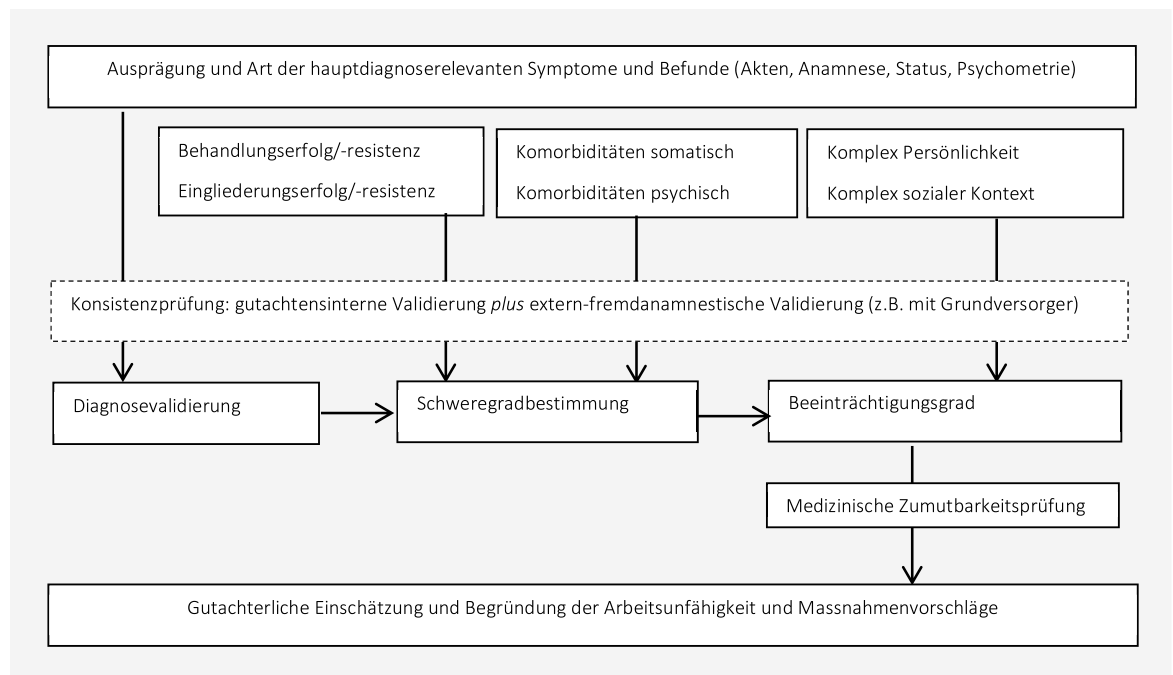 Ausprägung und Art der hauptdiagnoserelevanten Symptome und Befunde (Akten, Anamnese, Status, Psychometrie)
Behandlungserfolg/-resistenz
Eingliederungserfolg/-resistenz
Komorbiditäten somatisch
Komorbiditäten psychisch
Komplex Persönlichkeit
Komplex sozialer Kontext
Konsistenzprüfung: gutachtensinterne Validierung plus extern-fremdanamnestische Validierung (z.B. mit Grundversorger)
Diagnosevalidierung
Schweregradbestimmung
Beeinträchtigungsgrad
Medizinische Zumutbarkeitsprüfung
Gutachterliche Einschätzung und Begründung der Arbeitsunfähigkeit und Massnahmenvorschläge